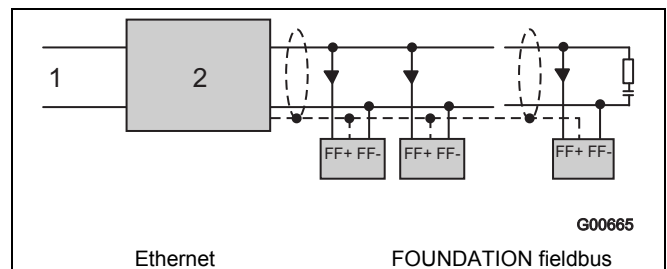 1
2
FF+ FF-
FF+ FF-
FF+ FF-
G00665
Ethernet
FOUNDATION fieldbus